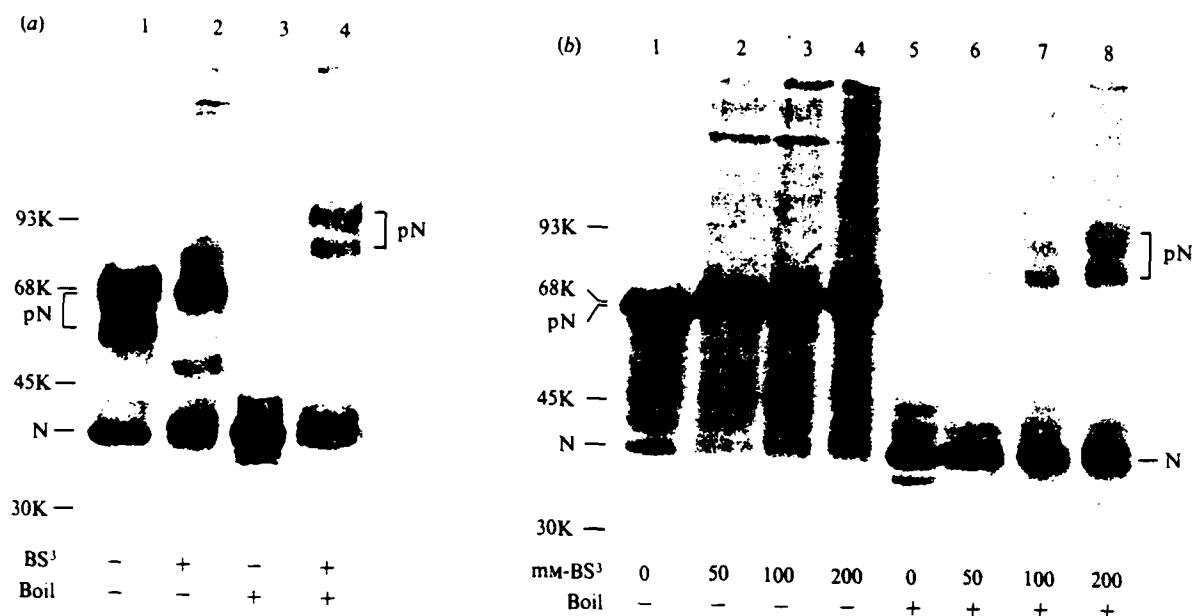 (a) 1 2 3 4
93K
pN
68K
pN
45K
N
30K
BS³ − + − +
Boil − − + +
(b) 1 2 3 4 5 6 7 8
93K
pN
68K
pN
45K
N
N
30K
mM-BS³ 0 50 100 200 0 50 100 200
Boil − − − − + + + +